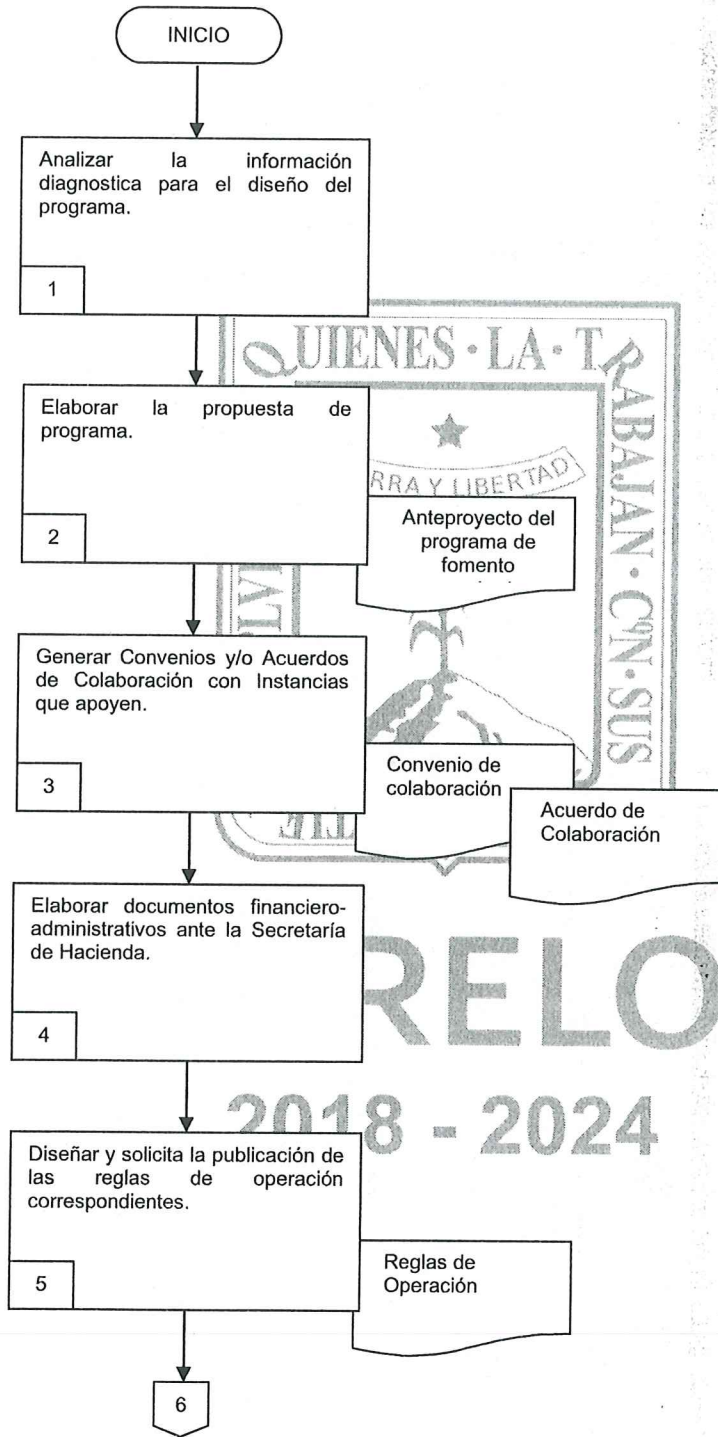 INICIO
Analizar la información
diagnostica para el diseño del
programa.
1
QUIENES · LA · TRABAJAN · CON · SUS
Elaborar la propuesta de
programa.
2
RRA Y LIBERTAD
Anteproyecto del
programa de
fomento
Generar Convenios y/o Acuerdos
de Colaboración con Instancias
que apoyen.
3
Convenio de
colaboración
Acuerdo de
Colaboración
Elaborar documentos financiero-
administrativos ante la Secretaría
de Hacienda.
4
RELO
2018 - 2024
Diseñar y solicita la publicación de
las reglas de operación
correspondientes.
5
Reglas de
Operación
6